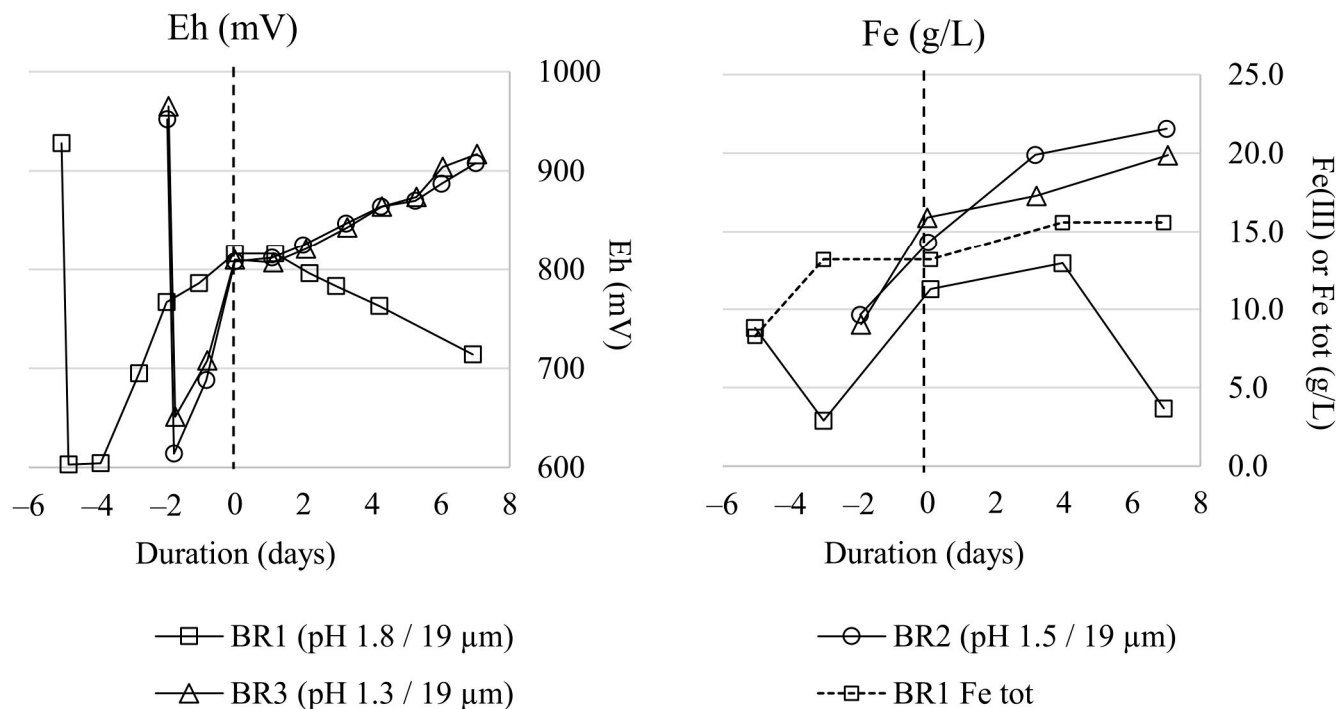 Eh (mV)
1000
900
800
700
600
Eh (mV)
–6 –4 –2 0 2 4 6 8
Duration (days)
Fe (g/L)
25.0
20.0
15.0
10.0
5.0
0.0
Fe(III) or Fe tot (g/L)
–6 –4 –2 0 2 4 6 8
Duration (days)
BR1 (pH 1.8 / 19 µm)
BR2 (pH 1.5 / 19 µm)
BR3 (pH 1.3 / 19 µm)
BR1 Fe tot